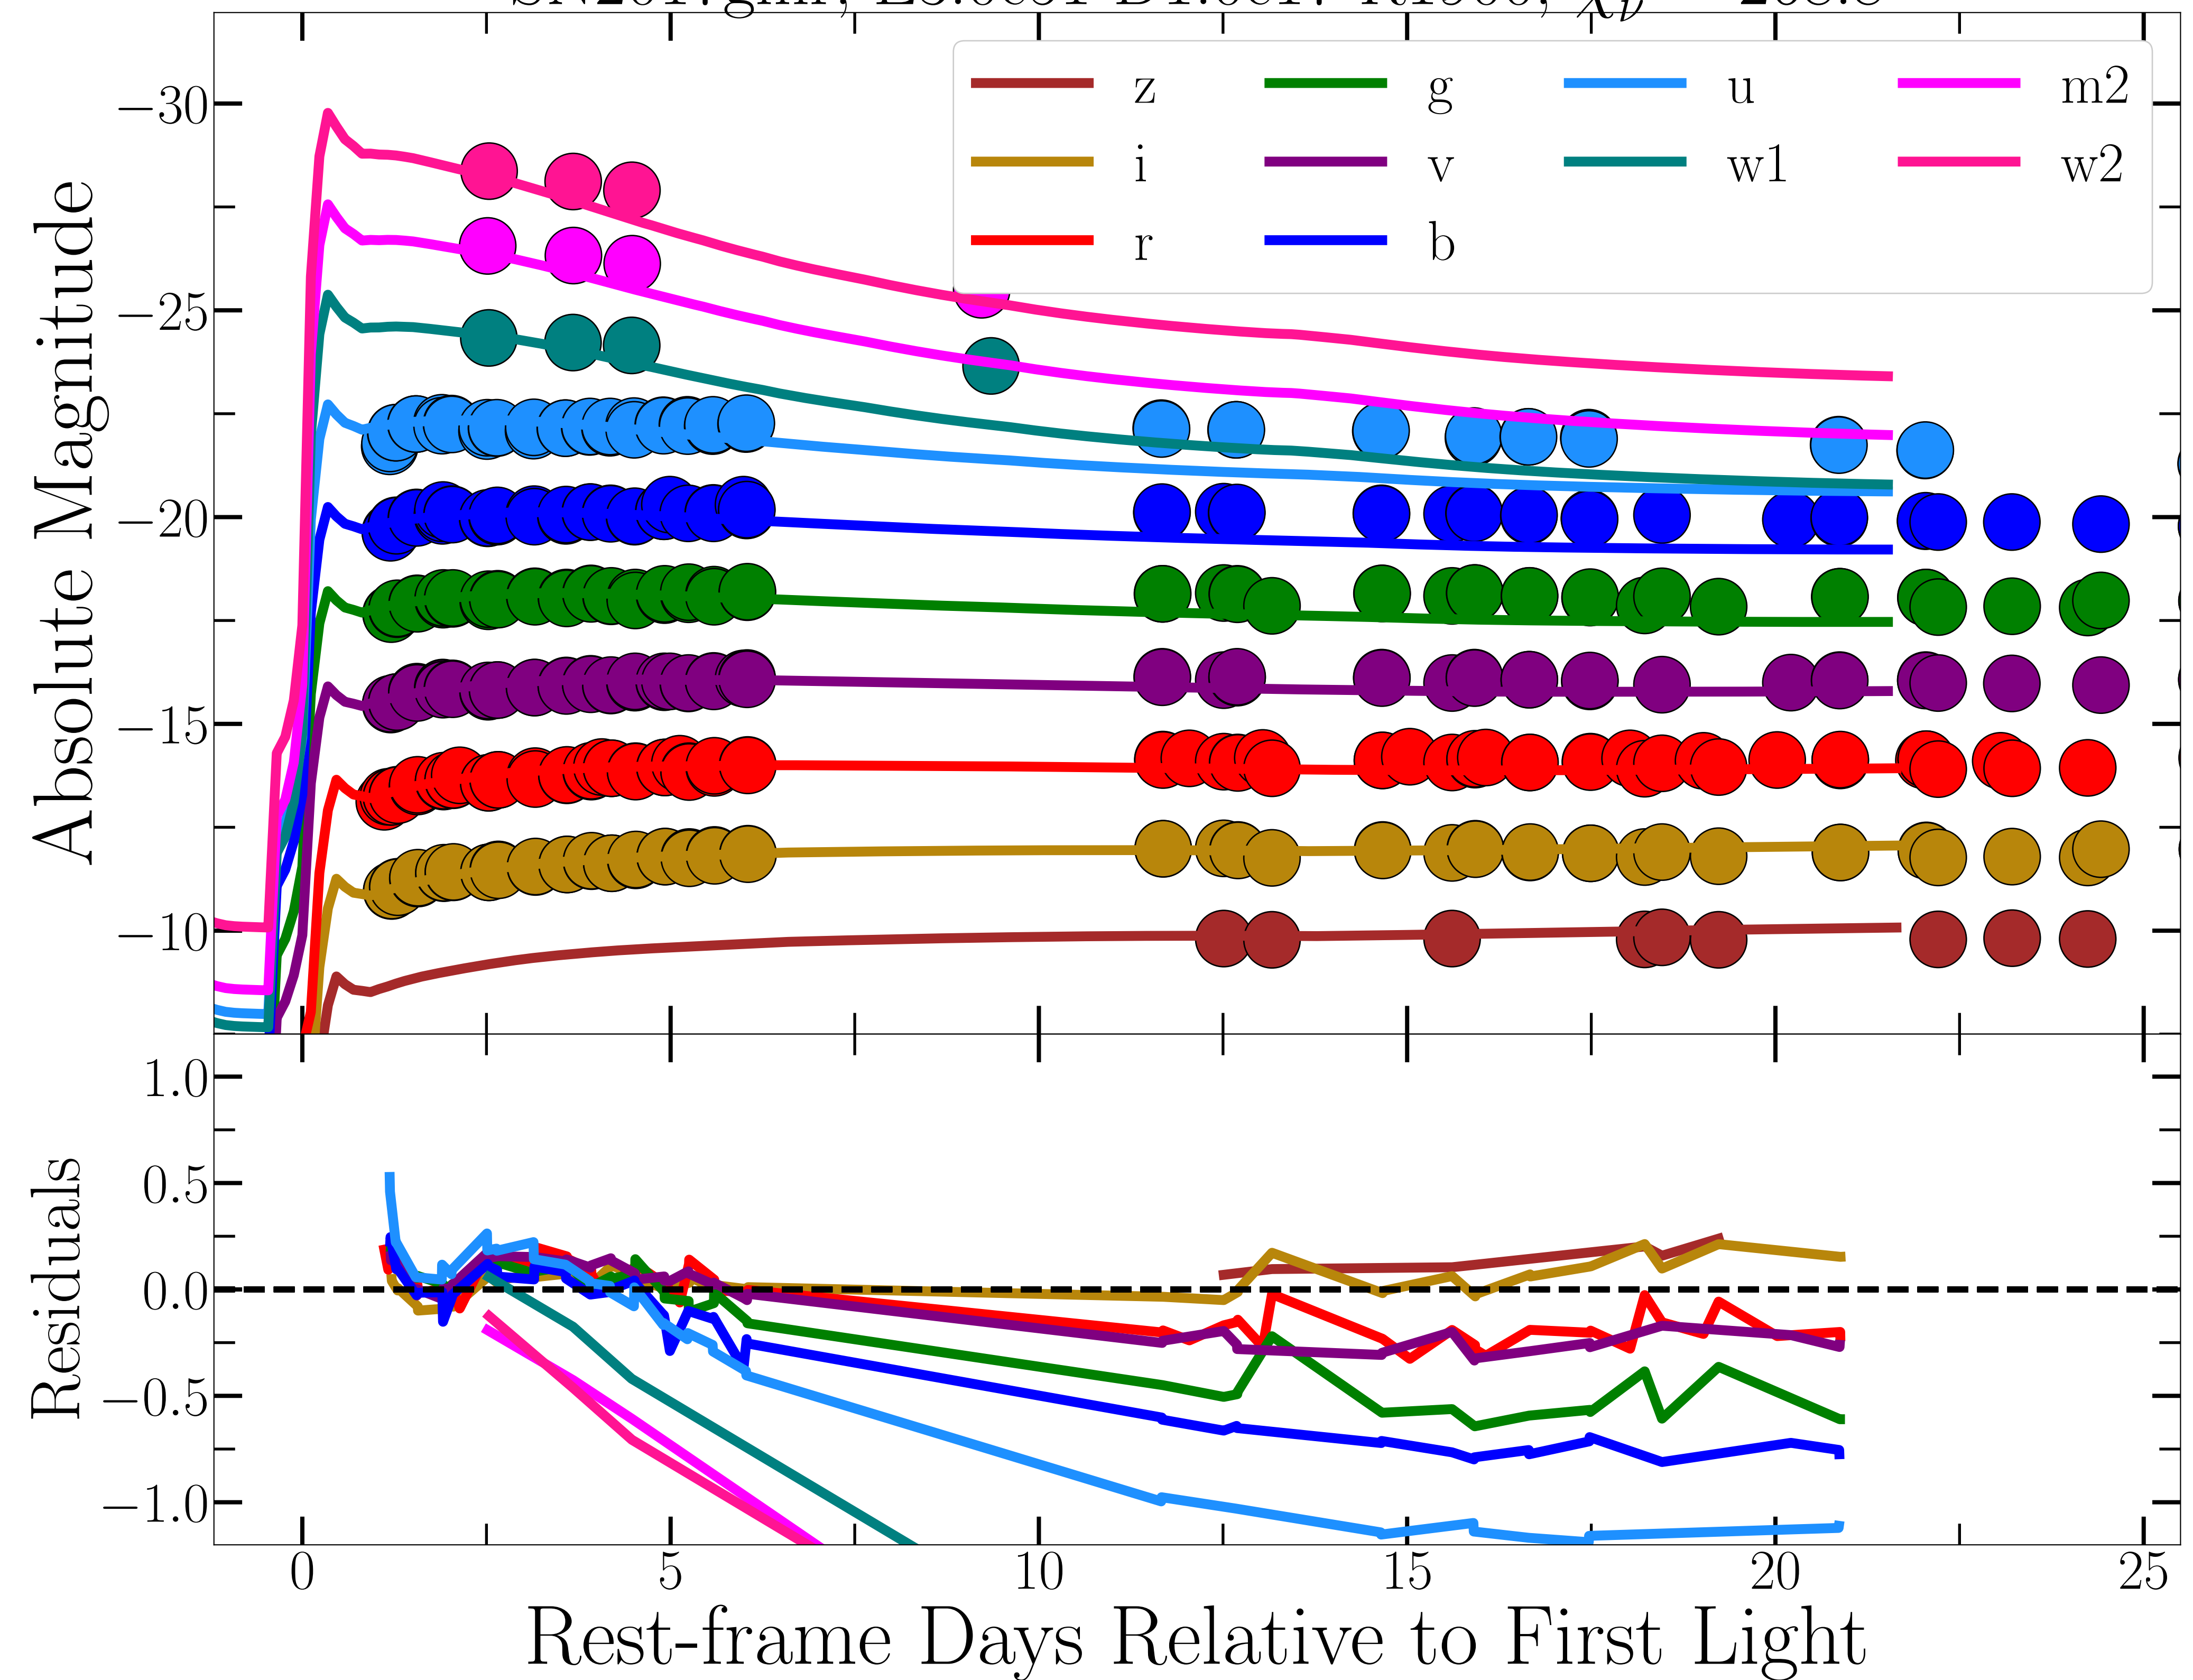 z g u m2
i v w1 w2
r b
Absolute Magnitude
−30
−25
−20
−15
−10
Residuals
1.0
0.5
0.0
−0.5
−1.0
0 5 10 15 20 25
Rest-frame Days Relative to First Light